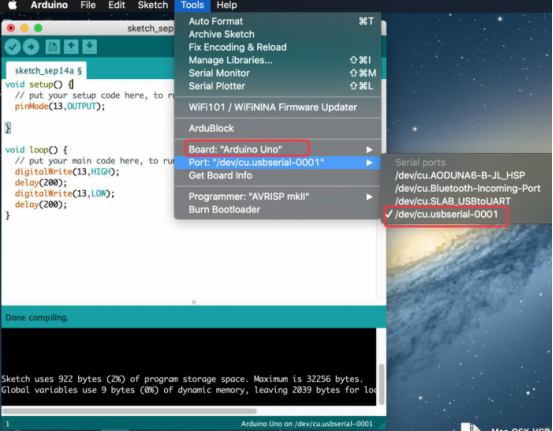 Arduino File Edit Sketch Tools Help
sketch_sep
Auto Format ⌘T
Archive Sketch
Fix Encoding & Reload
Manage Libraries... ⇧⌘I
Serial Monitor ⇧⌘M
Serial Plotter ⇧⌘L
WiFi101 / WiFiNINA Firmware Updater
ArduBlock
Board: "Arduino Uno"
Port: "/dev/cu.usbserial-0001"
Get Board Info
Programmer: "AVRISP mkII"
Burn Bootloader
Serial ports
/dev/cu.AODUNA6-B-JL_HSP
/dev/cu.Bluetooth-Incoming-Port
/dev/cu.SLAB_USBtoUART
✓ /dev/cu.usbserial-0001
sketch_sep14a §
void setup() {
// put your setup code here, to ru
pinMode(13,OUTPUT);
}
void loop() {
// put your main code here, to run
digitalWrite(13,HIGH);
delay(200);
digitalWrite(13,LOW);
delay(200);
}
Done compiling.
Sketch uses 922 bytes (2%) of program storage space. Maximum is 32256 bytes.
Global variables use 9 bytes (0%) of dynamic memory, leaving 2039 bytes for loc
1 Arduino Uno on /dev/cu.usbserial-0001